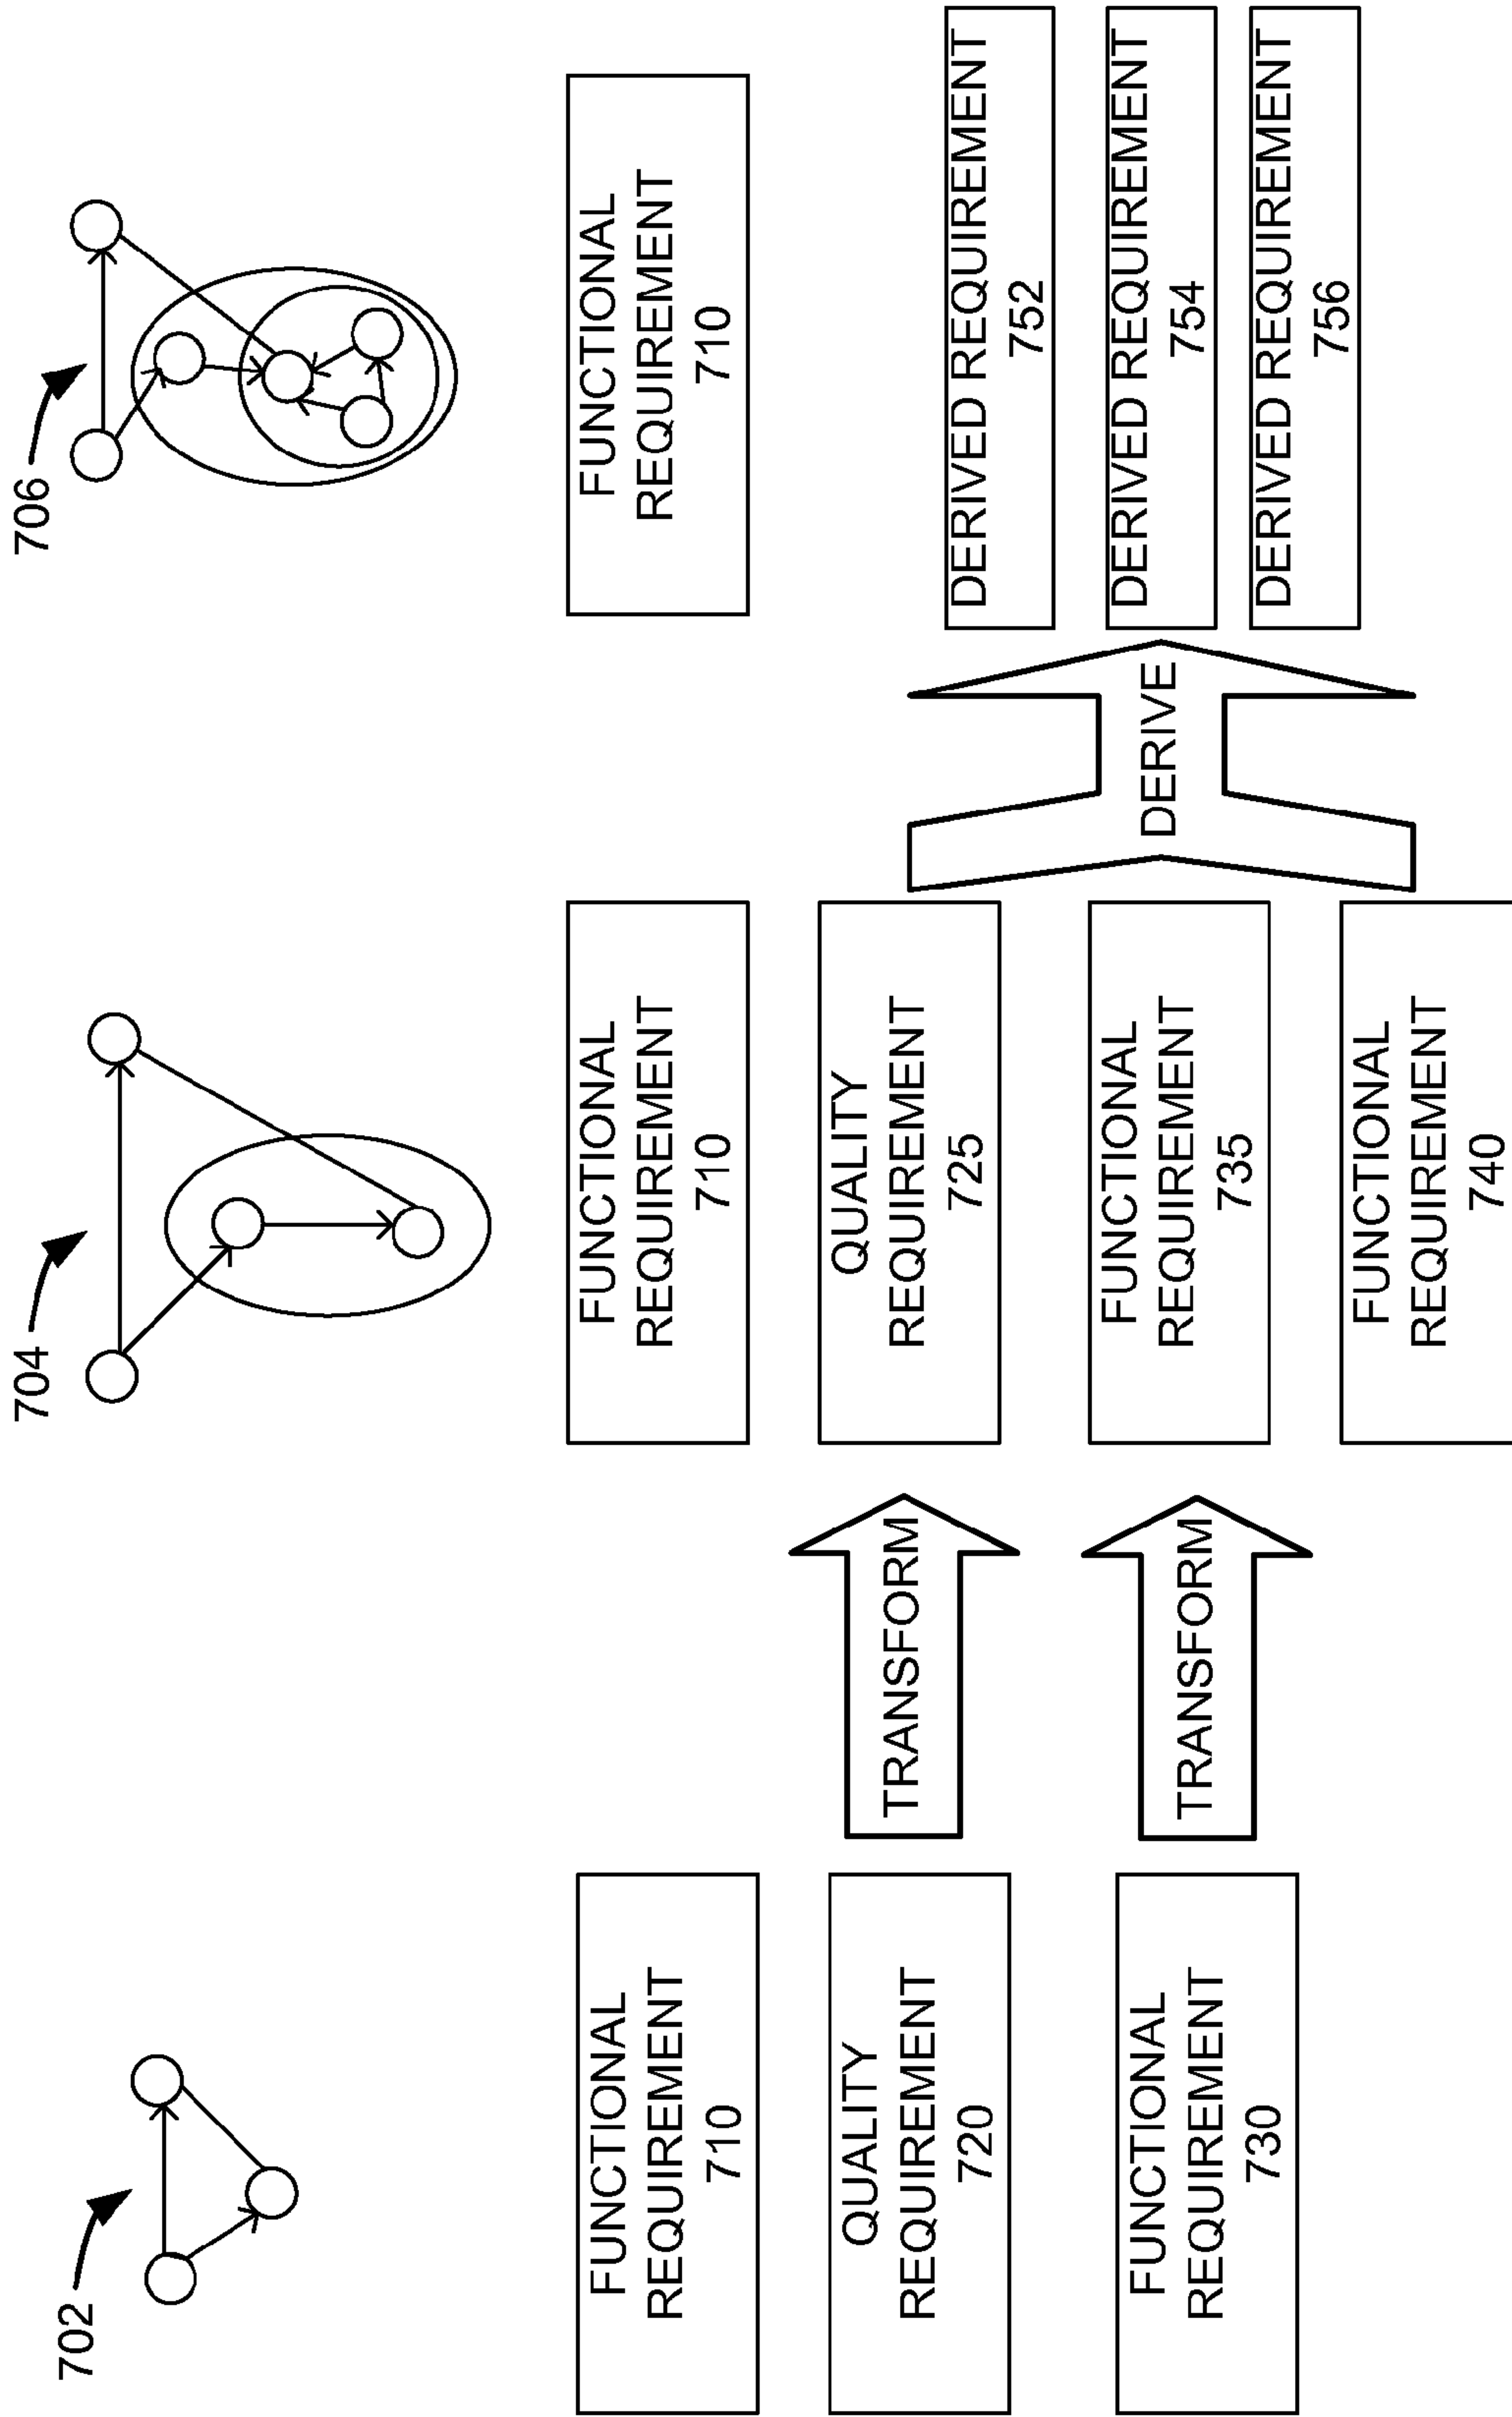 702
704
706
FUNCTIONAL
REQUIREMENT
710
QUALITY
REQUIREMENT
720
FUNCTIONAL
REQUIREMENT
730
TRANSFORM
TRANSFORM
FUNCTIONAL
REQUIREMENT
710
QUALITY
REQUIREMENT
725
FUNCTIONAL
REQUIREMENT
735
FUNCTIONAL
REQUIREMENT
740
DERIVE
FUNCTIONAL
REQUIREMENT
710
DERIVED REQUIREMENT
752
DERIVED REQUIREMENT
754
DERIVED REQUIREMENT
756